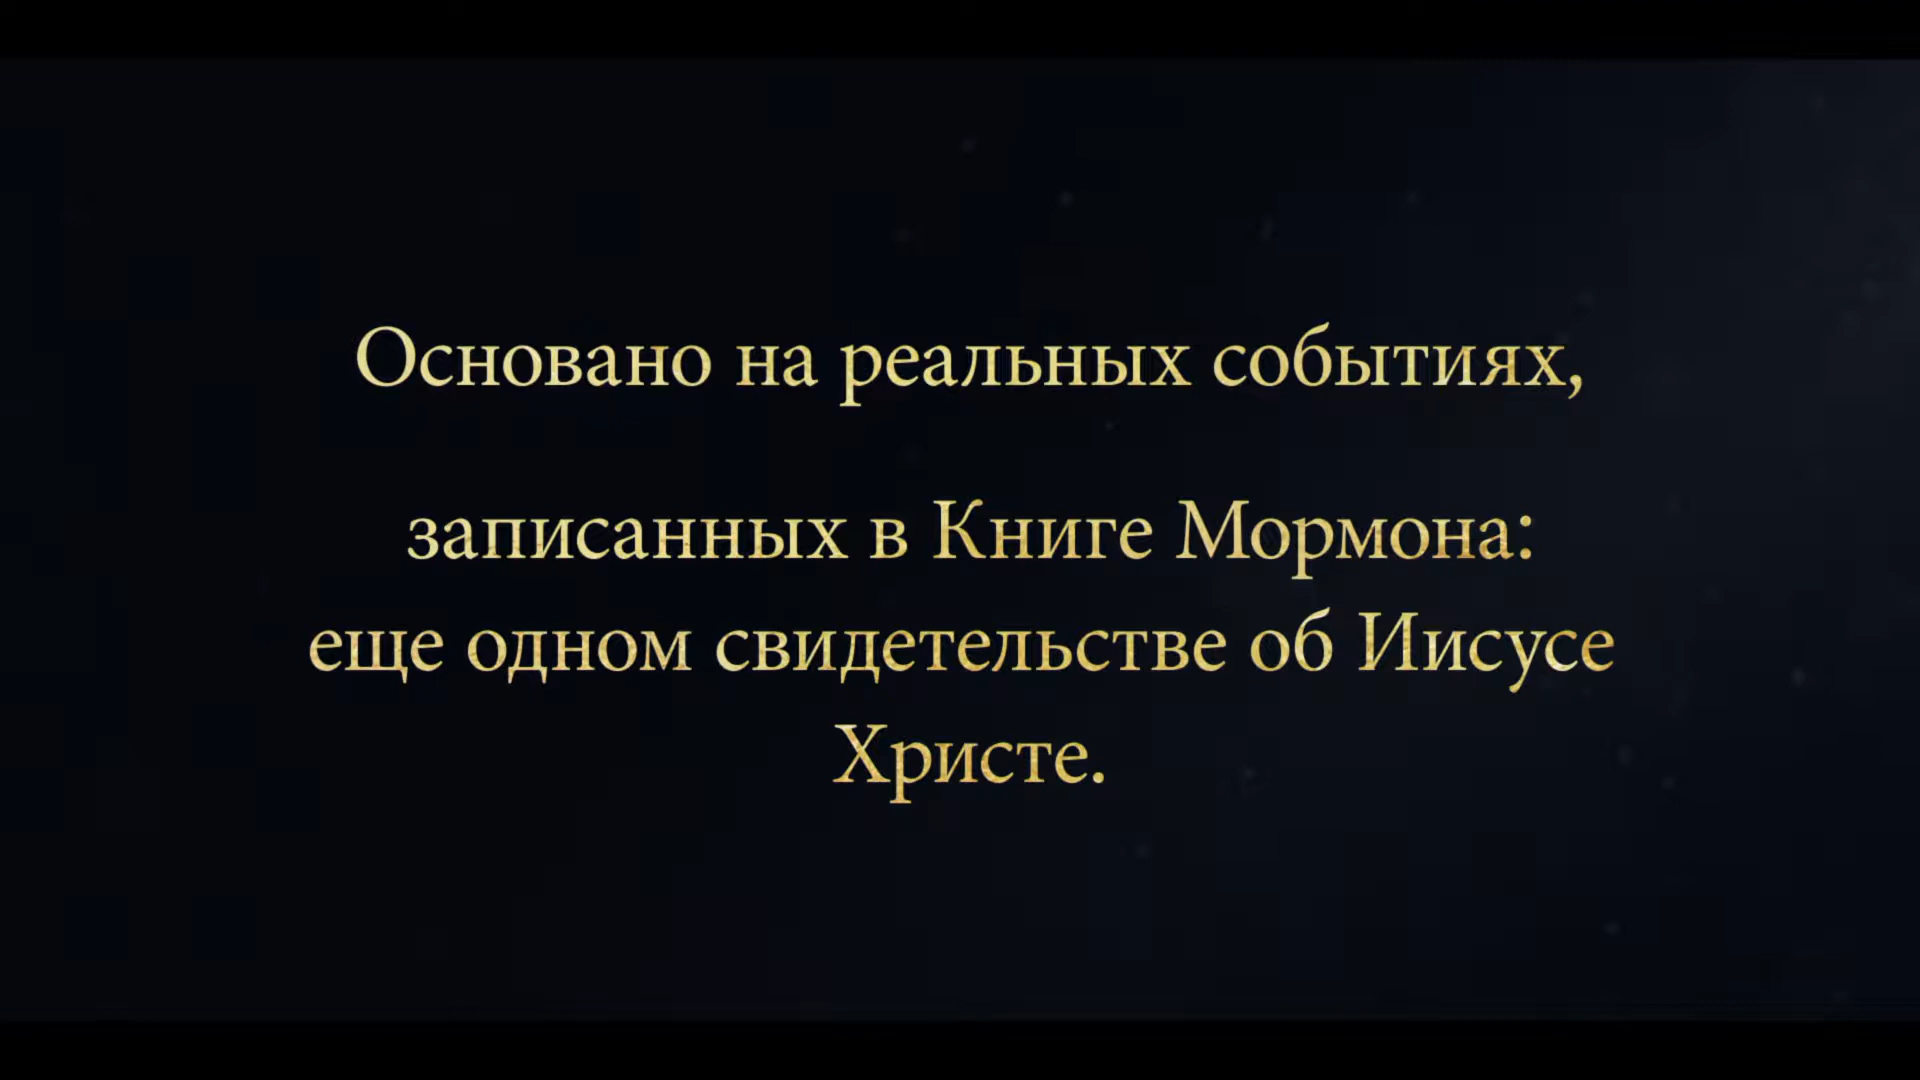 Основано на реальных событиях,
записанных в Книге Мормона:
еще одном свидетельстве об Иисусе
Христе.